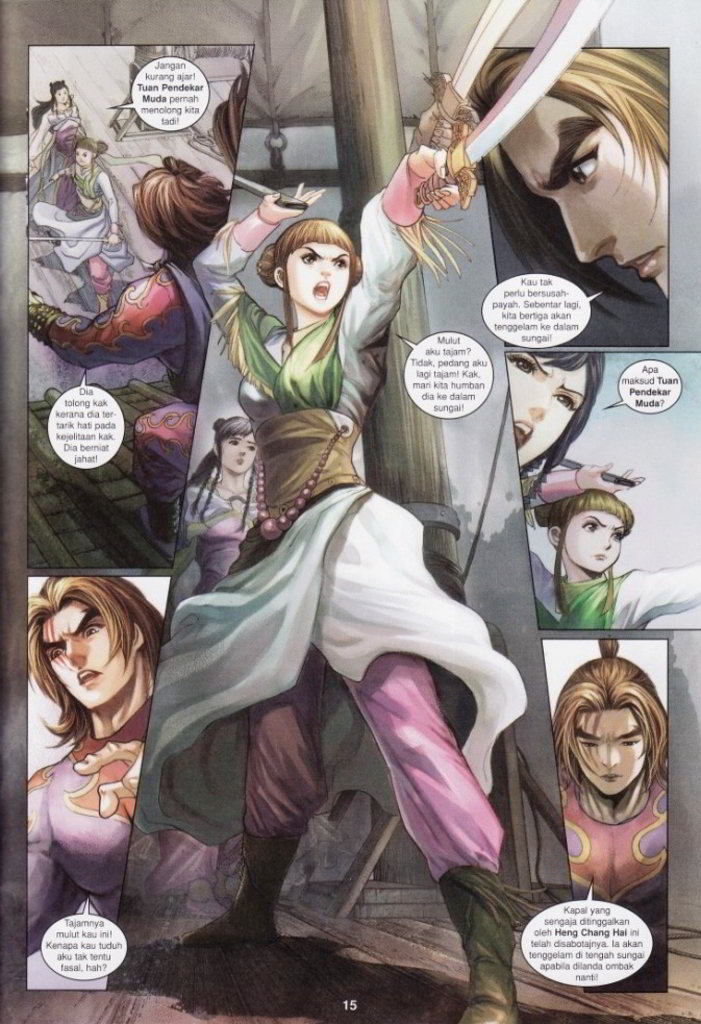 Jangan
kurang ajar!
Tuan Pendekar
Muda pernah
menolong kita
tadi!
Dia
tolong kak
kerana dia ter-
tarik hati pada
kejelitaan kak.
Dia berniat
jahat!
Tajamnya
mulut kau ini!
Kenapa kau tuduh
aku tak tentu
fasal, hah?
Mulut
aku tajam?
Tidak, pedang aku
lagi tajam! Kak,
mari kita humban
dia ke dalam
sungai!
Kau tak
perlu bersusah-
payah. Sebentar lagi,
kita bertiga akan
tenggelam ke dalam
sungai!
Apa
maksud Tuan
Pendekar
Muda?
Kapal yang
sengaja ditinggalkan
oleh Heng Chang Hai ini
telah disabotajnya. Ia akan
tenggelam di tengah sungai
apabila dilanda ombak
nanti!
15